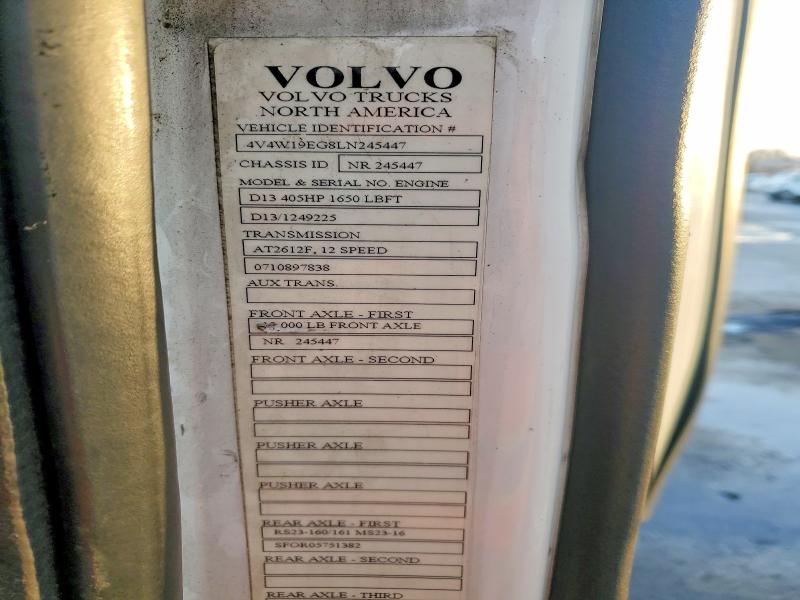 VOLVO
VOLVO TRUCKS
NORTH AMERICA
VEHICLE IDENTIFICATION #
4V4W19EG8LN245447
CHASSIS ID NR 245447
MODEL & SERIAL NO. ENGINE
D13 405HP 1650 LBFT
D13/1249225
TRANSMISSION
AT2612F, 12 SPEED
0710897838
AUX TRANS.
FRONT AXLE - FIRST
000 LB FRONT AXLE
NR 245447
FRONT AXLE - SECOND
PUSHER AXLE
PUSHER AXLE
PUSHER AXLE
REAR AXLE - FIRST
RS23-160/161 MS23-16
SFOR05751382
REAR AXLE - SECOND
REAR AXLE - THIRD